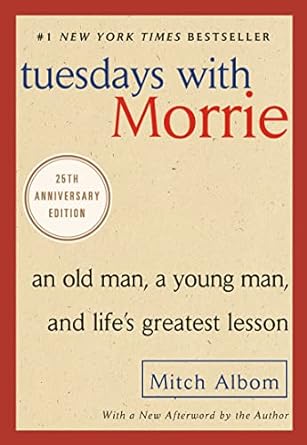 #1 NEW YORK TIMES BESTSELLER
tuesdays with
Morrie
25TH
ANNIVERSARY
EDITION
an old man, a young man,
and life's greatest lesson
Mitch Albom
With a New Afterword by the Author